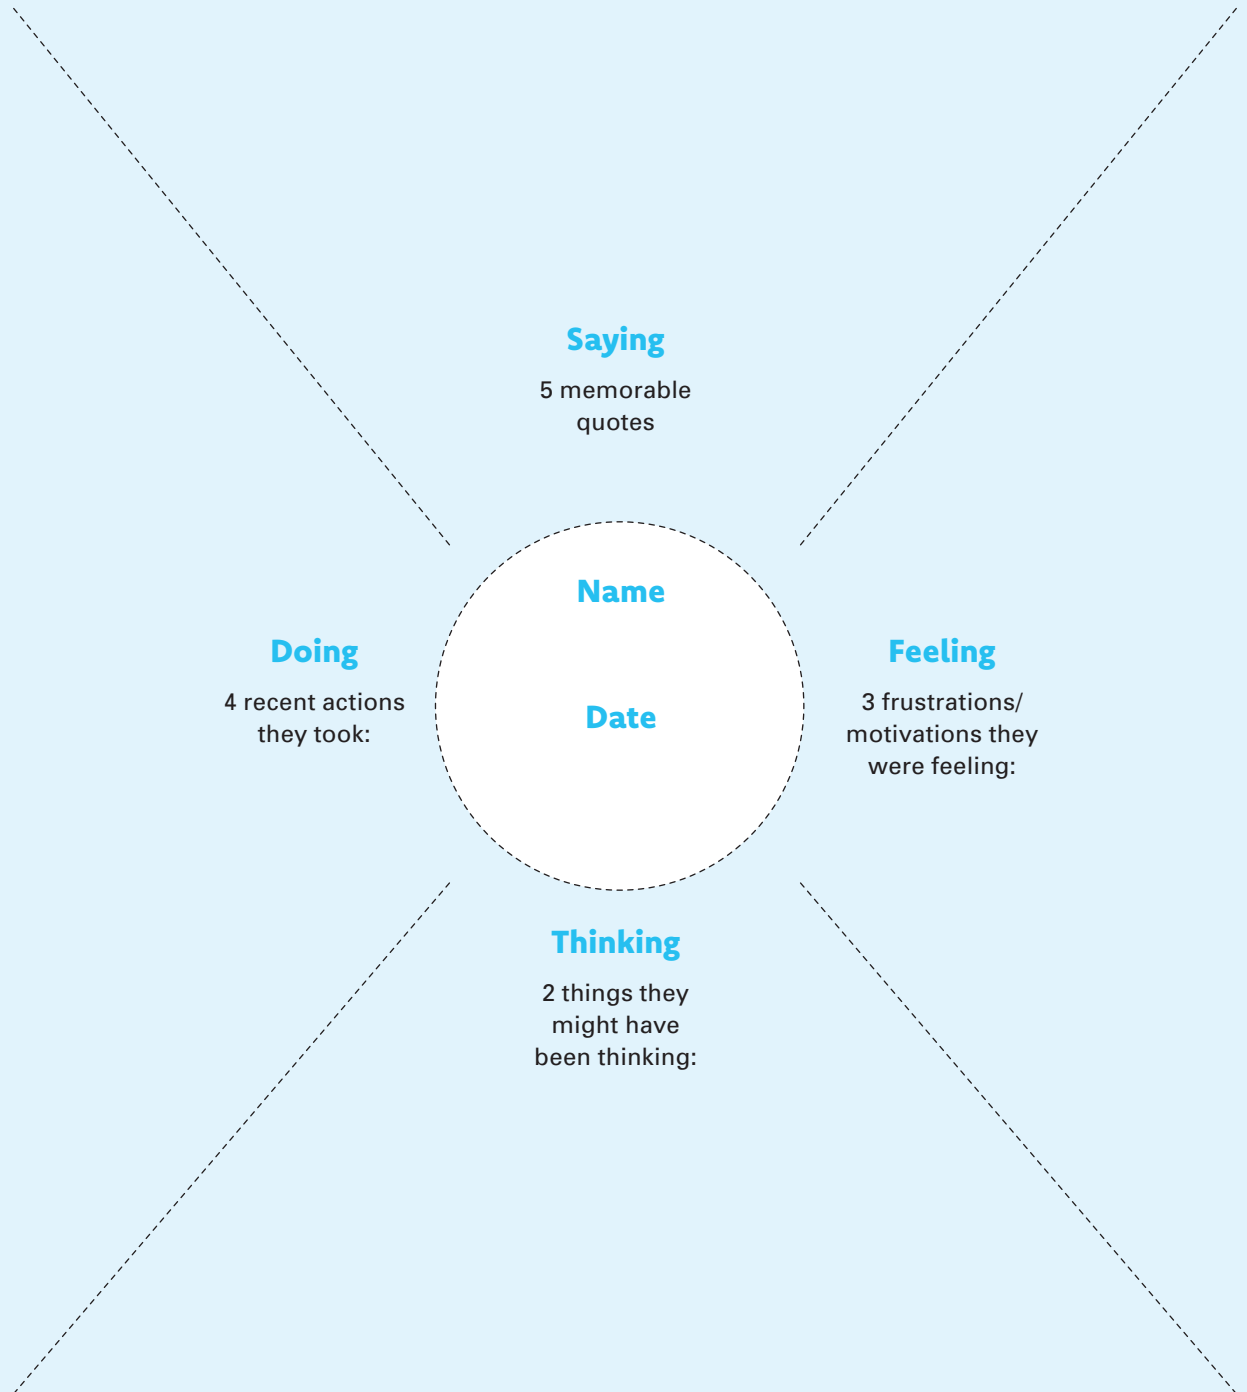 Saying
5 memorable
quotes
Name
Date
Doing
4 recent actions
they took:
Feeling
3 frustrations/
motivations they
were feeling:
Thinking
2 things they
might have
been thinking: